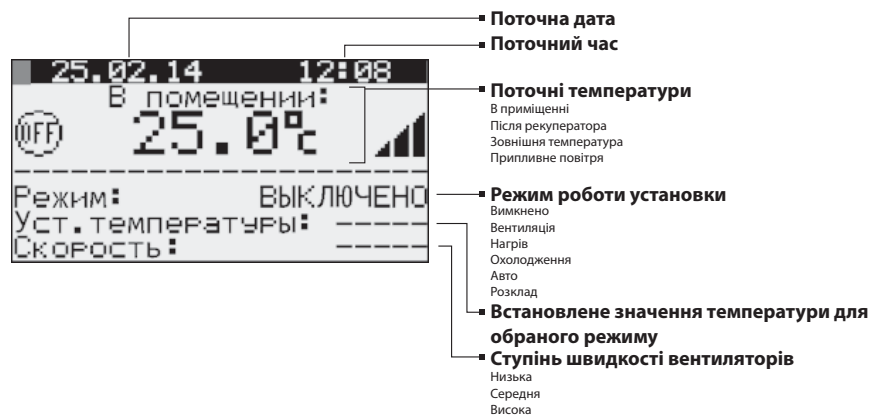 Поточна дата
Поточний час
25.02.14 12:08
В помещении:
OFF 25.0°c
Режим: ВЫКЛЮЧЕНО
Уст.температуры: -----
Скорость: -----
Поточні температури
В приміщенні
Після рекуператора
Зовнішня температура
Припливне повітря
Режим роботи установки
Вимкнено
Вентиляція
Нагрів
Охолодження
Авто
Розклад
Встановлене значення температури для
обраного режиму
Ступінь швидкості вентиляторів
Низька
Середня
Висока